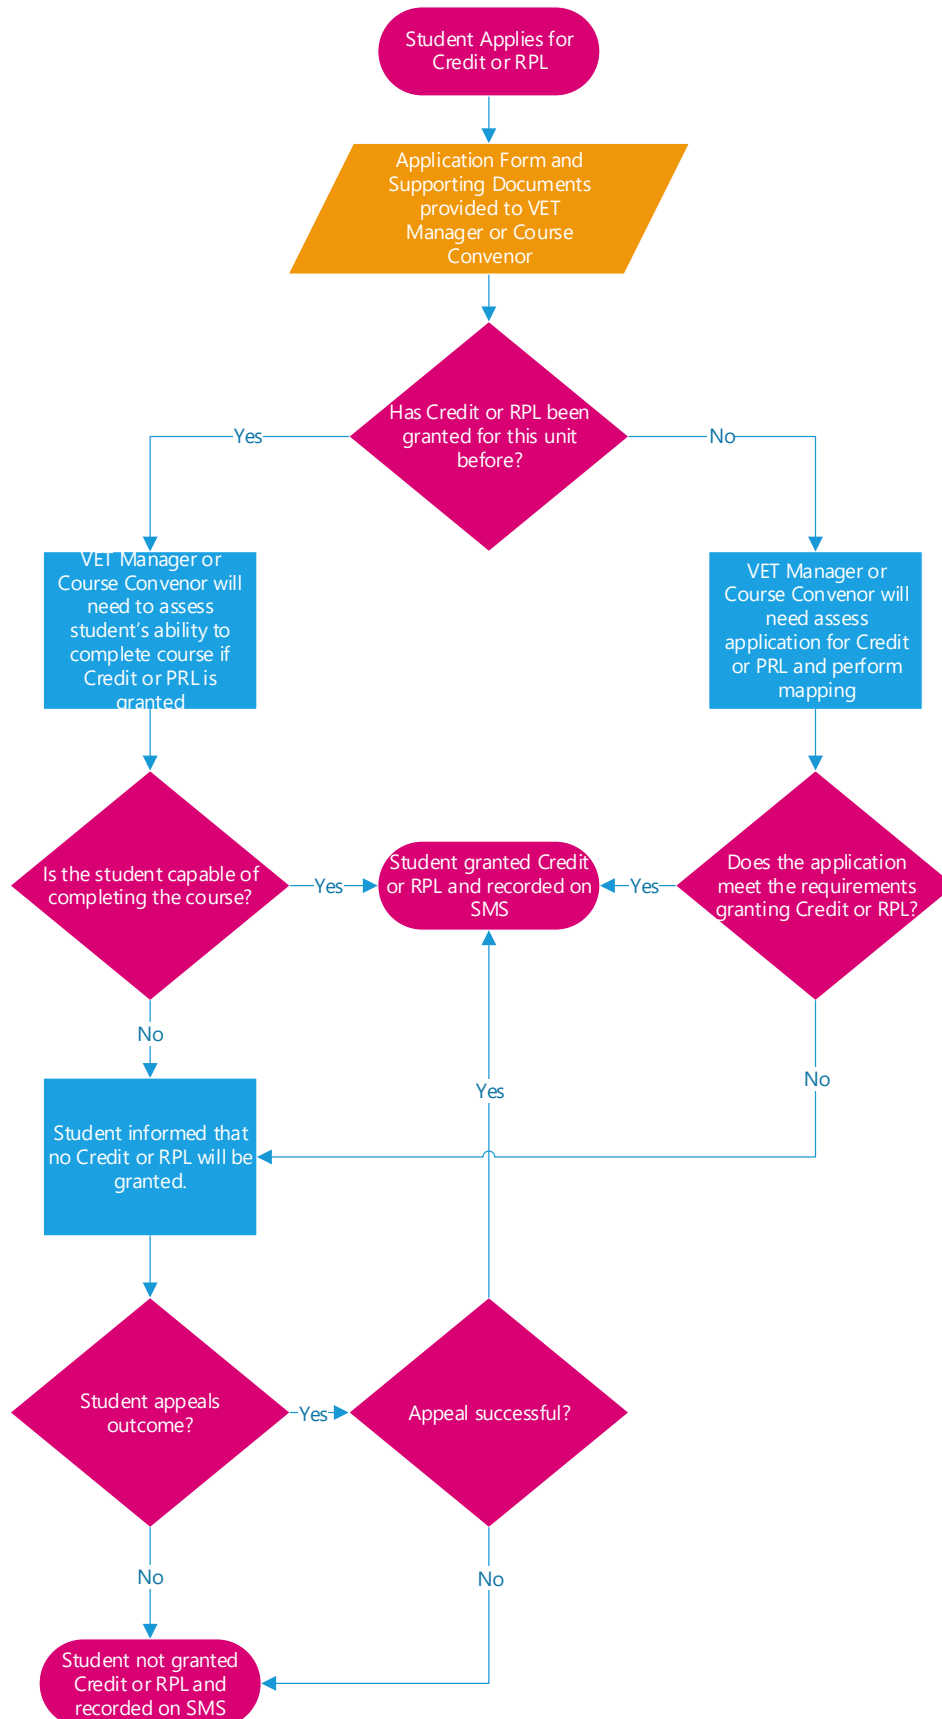 Student Applies for
Credit or RPL
Application Form and
Supporting Documents
provided to VET
Manager or Course
Convenor
Has Credit or RPL been
granted for this unit
before?
Yes
No
VET Manager or
Course Convenor will
need to assess
student's ability to
complete course if
Credit or PRL is
granted
VET Manager or
Course Convenor will
need assess
application for Credit
or PRL and perform
mapping
Is the student capable of
completing the course?
Yes
Student granted Credit
or RPL and recorded on
SMS
Yes
Does the application
meet the requirements
granting Credit or RPL?
No
No
Yes
Student informed that
no Credit or RPL will be
granted.
Student appeals
outcome?
Yes
Appeal successful?
No
No
Student not granted
Credit or RPL and
recorded on SMS